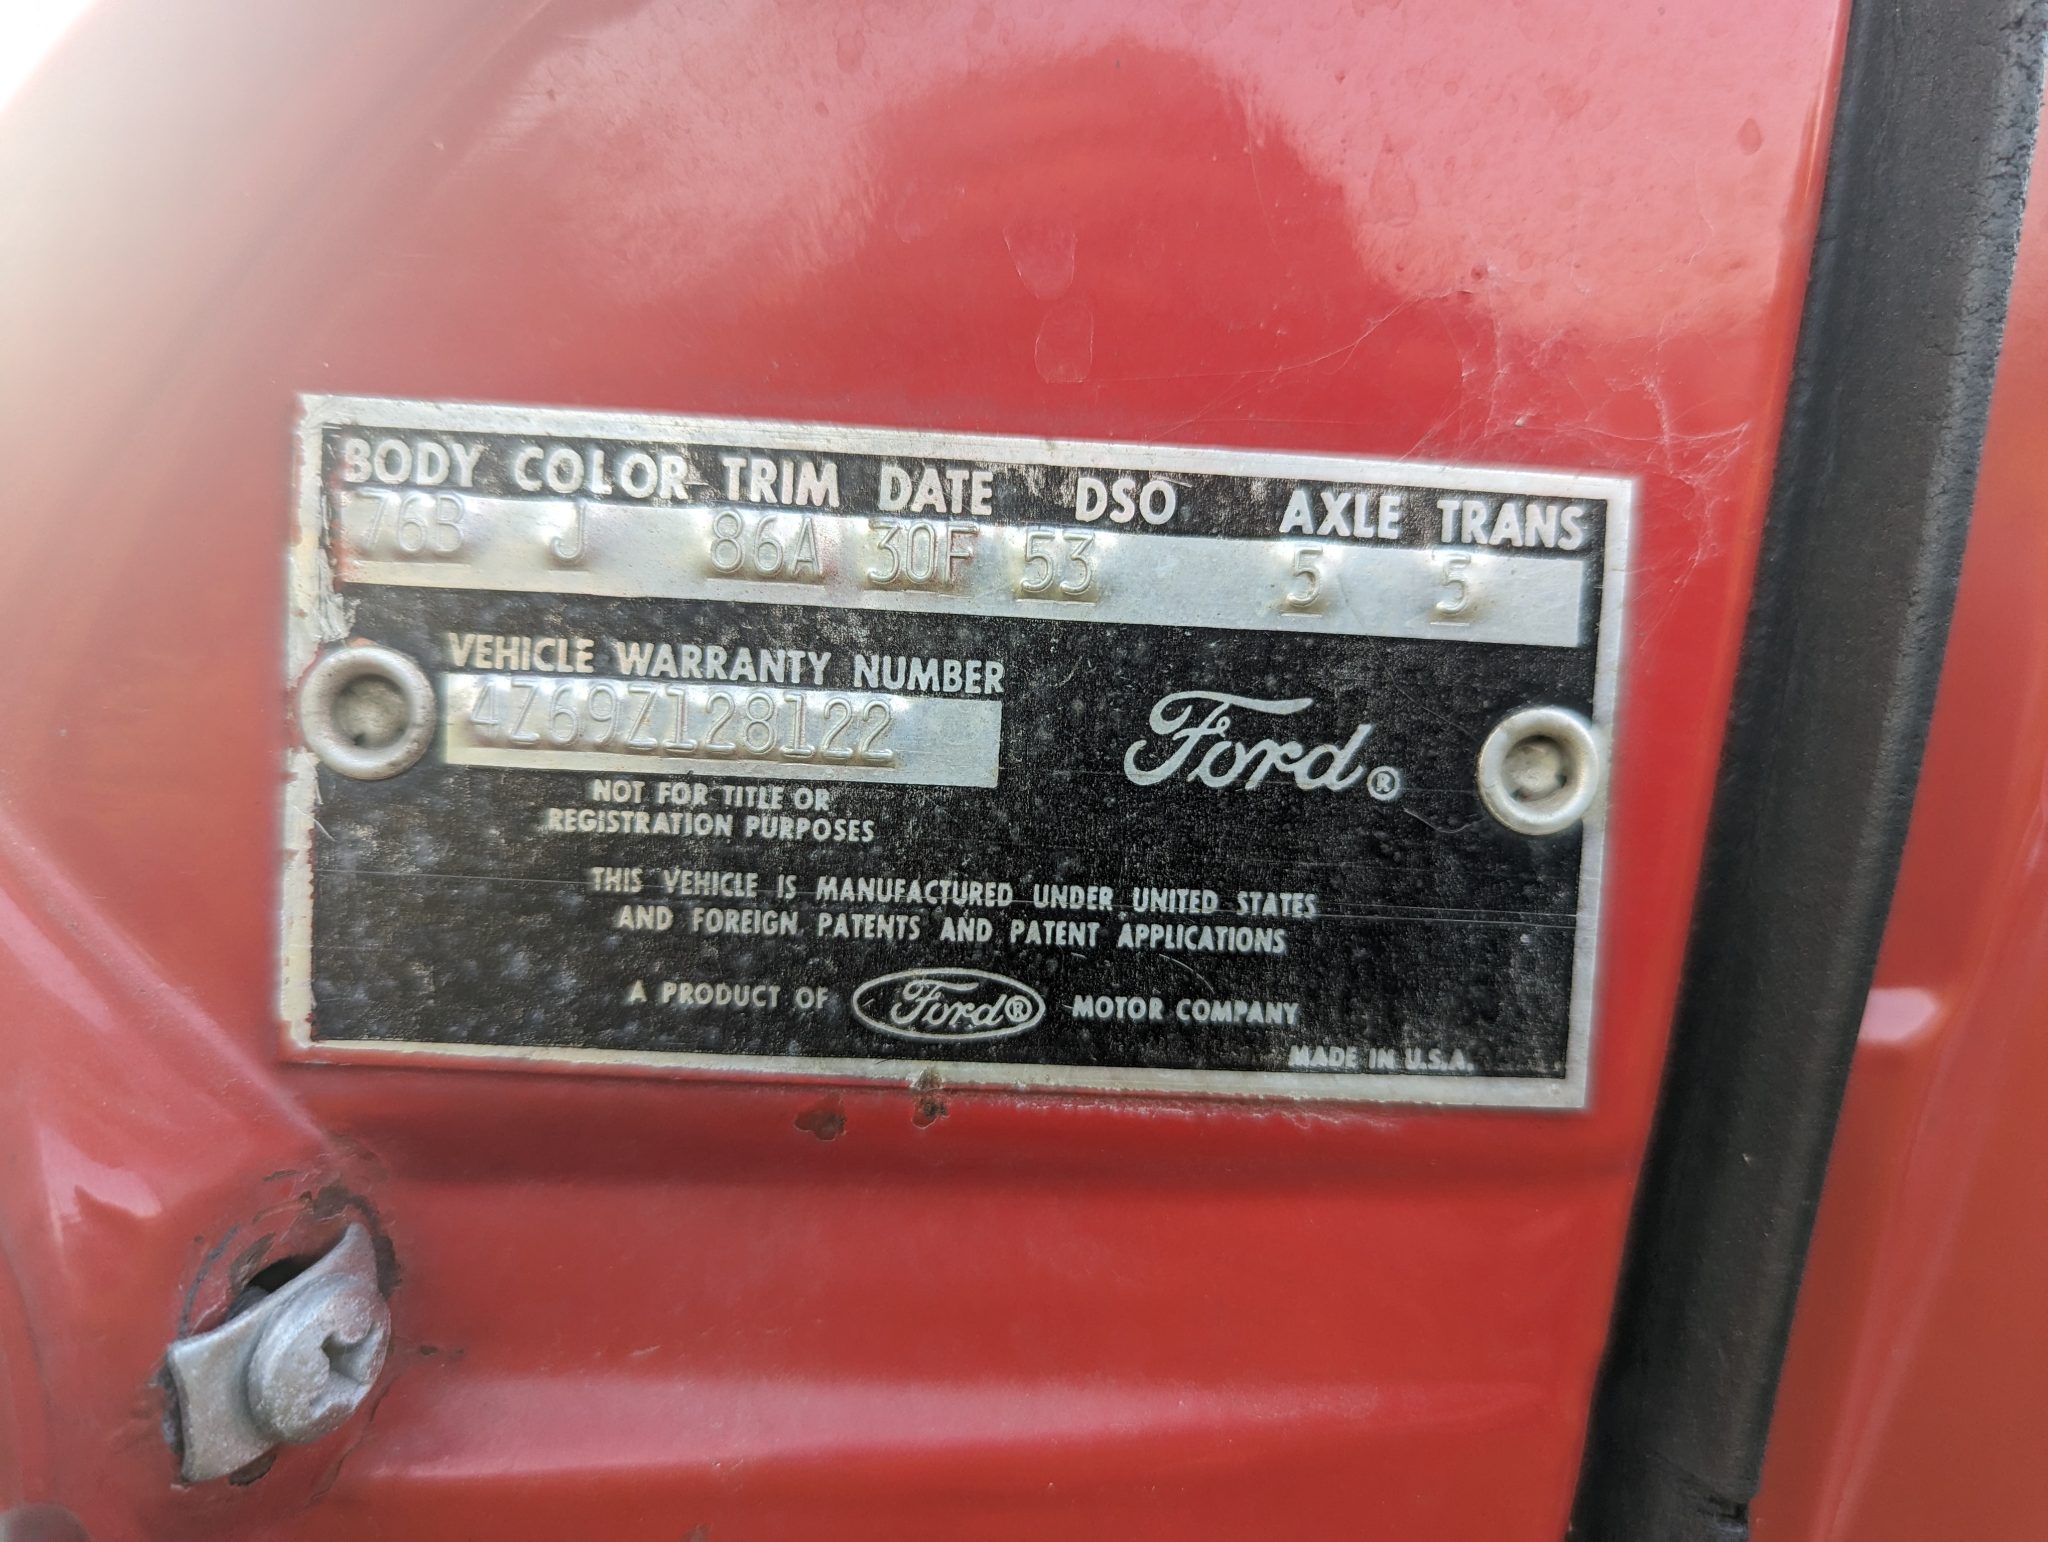 BODY COLOR TRIM DATE DSO AXLE TRANS
76B J 86A 30F 53 5 5
VEHICLE WARRANTY NUMBER
4Z69Z128122
NOT FOR TITLE OR
REGISTRATION PURPOSES
Ford®
THIS VEHICLE IS MANUFACTURED UNDER UNITED STATES
AND FOREIGN PATENTS AND PATENT APPLICATIONS
A PRODUCT OF Ford® MOTOR COMPANY
MADE IN U.S.A.